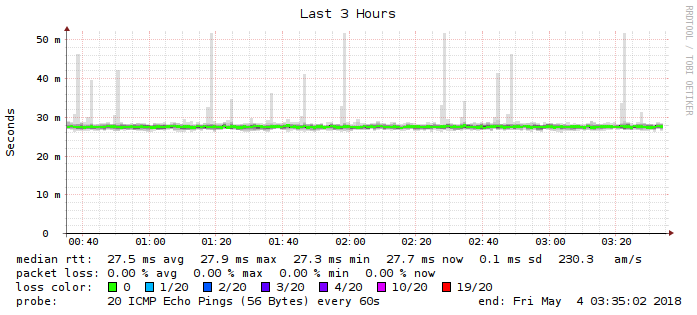 Last 3 Hours
RRDTOOL / TOBI OETIKER
Seconds
50 m
40 m
30 m
20 m
10 m
0
00:40 01:00 01:20 01:40 02:00 02:20 02:40 03:00 03:20
median rtt: 27.5 ms avg 27.9 ms max 27.3 ms min 27.7 ms now 0.1 ms sd 230.3 am/s
packet loss: 0.00 % avg 0.00 % max 0.00 % min 0.00 % now
loss color: 0 1/20 2/20 3/20 4/20 10/20 19/20
probe: 20 ICMP Echo Pings (56 Bytes) every 60s end: Fri May 4 03:35:02 2018